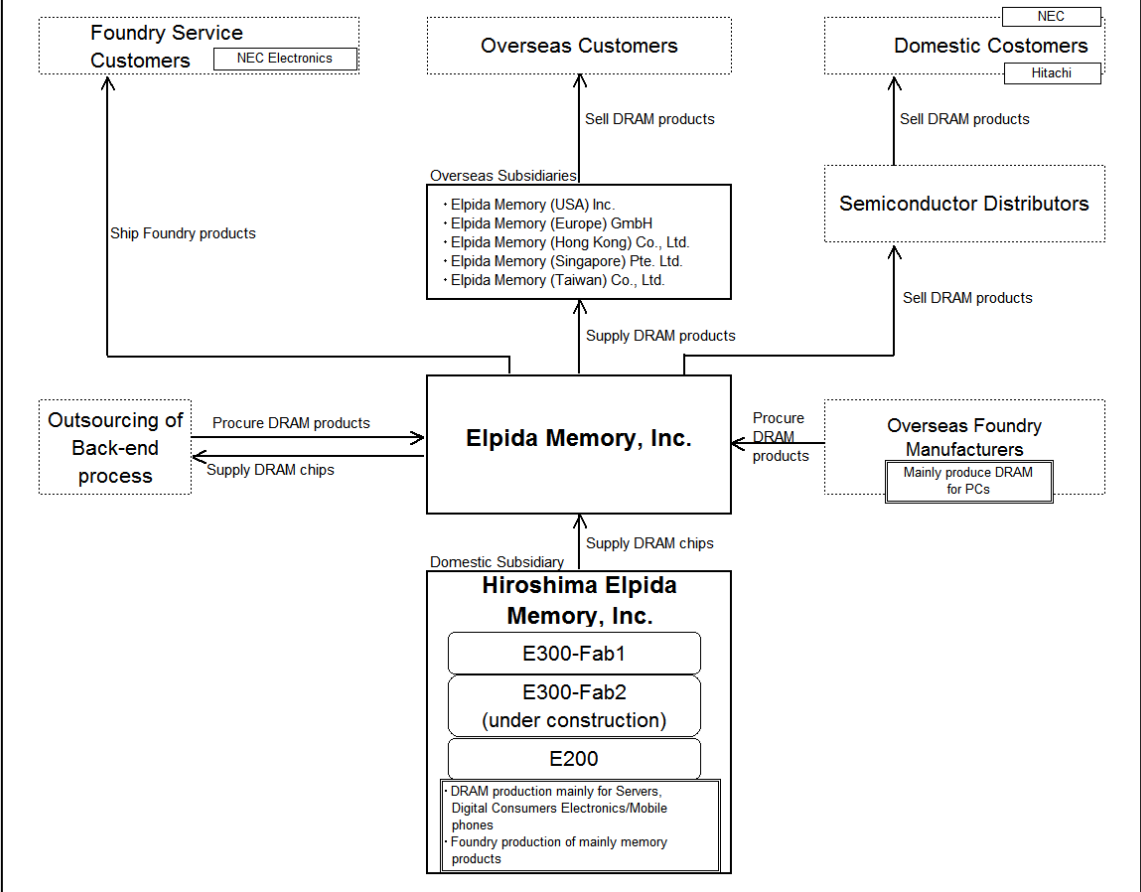 Foundry Service
Customers
NEC Electronics
Overseas Customers
NEC
Domestic Costomers
Hitachi
Sell DRAM products
Sell DRAM products
Overseas Subsidiaries
・Elpida Memory (USA) Inc.
・Elpida Memory (Europe) GmbH
・Elpida Memory (Hong Kong) Co., Ltd.
・Elpida Memory (Singapore) Pte. Ltd.
・Elpida Memory (Taiwan) Co., Ltd.
Semiconductor Distributors
Ship Foundry products
Sell DRAM products
Supply DRAM products
Outsourcing of
Back-end
process
Procure DRAM products
Supply DRAM chips
Elpida Memory, Inc.
Procure
DRAM
products
Overseas Foundry
Manufacturers
Mainly produce DRAM
for PCs
Supply DRAM chips
Domestic Subsidiary
Hiroshima Elpida
Memory, Inc.
E300-Fab1
E300-Fab2
(under construction)
E200
・DRAM production mainly for Servers,
Digital Consumers Electronics/Mobile
phones
・Foundry production of mainly memory
products